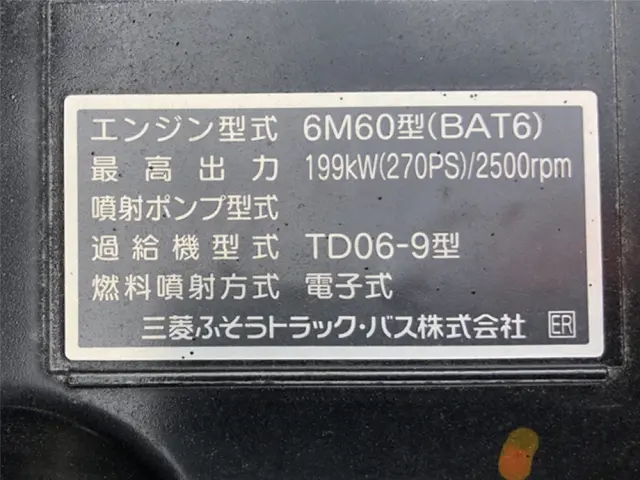 エンジン型式 6M60型(BAT6)
最高出力 199kW(270PS)/2500rpm
噴射ポンプ型式
過給機型式 TD06-9型
燃料噴射方式 電子式
三菱ふそうトラック・バス株式会社 ER